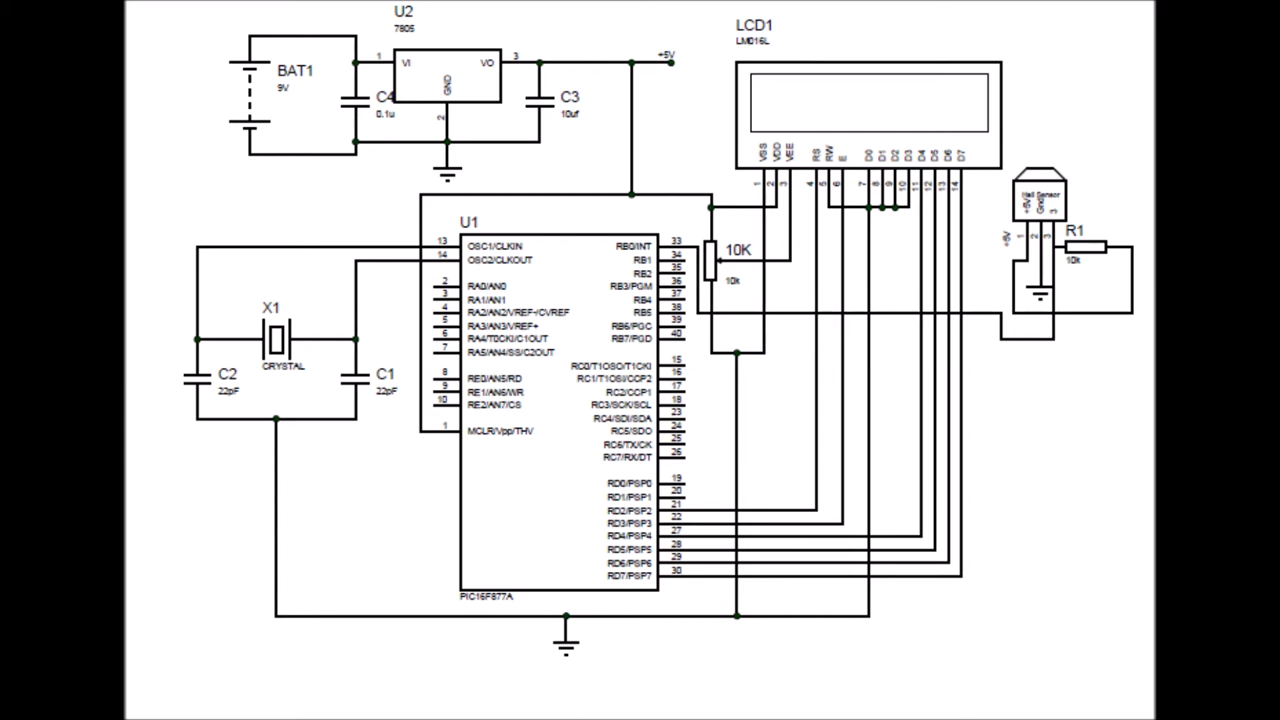 U2
7805
BAT1
9V
1
VI
VO
3
GND
2
C4
0.1u
C3
10uf
+5V
LCD1
LM016L
VSS
VDD
VEE
RS
RW
E
D0
D1
D2
D3
D4
D5
D6
D7
1
2
3
4
5
6
7
8
9
10
11
12
13
14
Hall Sensor
+5V
Gnd
3
+5V
1
2
3
R1
10k
10K
10k
U1
13
OSC1/CLKIN
14
OSC2/CLKOUT
2
RA0/AN0
3
RA1/AN1
4
RA2/AN2/VREF-/CVREF
5
RA3/AN3/VREF+
6
RA4/T0CKI/C1OUT
7
RA5/AN4/SS/C2OUT
8
RE0/AN5/RD
9
RE1/AN6/WR
10
RE2/AN7/CS
1
MCLR/Vpp/THV
RB0/INT
33
RB1
34
RB2
35
RB3/PGM
36
RB4
37
RB5
38
RB6/PGC
39
RB7/PGD
40
RC0/T1OSO/T1CKI
15
RC1/T1OSI/CCP2
16
RC2/CCP1
17
RC3/SCK/SCL
18
RC4/SDI/SDA
23
RC5/SDO
24
RC6/TX/CK
25
RC7/RX/DT
26
RD0/PSP0
19
RD1/PSP1
20
RD2/PSP2
21
RD3/PSP3
22
RD4/PSP4
27
RD5/PSP5
28
RD6/PSP6
29
RD7/PSP7
30
PIC16F877A
X1
CRYSTAL
C2
22pF
C1
22pF